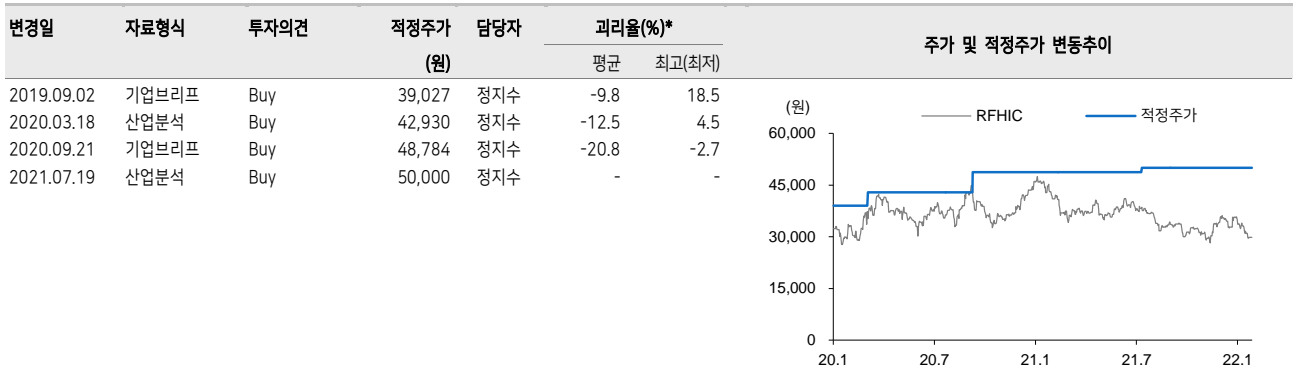 변경일 자료형식 투자의견 적정주가 담당자 괴리율(%)*
(원) 평균 최고(최저)
2019.09.02 기업브리프 Buy 39,027 정지수 -9.8 18.5
2020.03.18 산업분석 Buy 42,930 정지수 -12.5 4.5
2020.09.21 기업브리프 Buy 48,784 정지수 -20.8 -2.7
2021.07.19 산업분석 Buy 50,000 정지수 - -
주가 및 적정주가 변동추이
(원)
RFHIC 적정주가
60,000
45,000
30,000
15,000
0
20.1 20.7 21.1 21.7 22.1